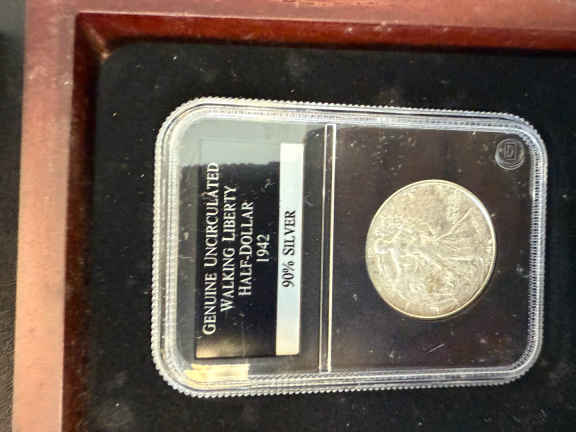 GENUINE UNCIRCULATED
WALKING LIBERTY
HALF-DOLLAR
1942
90% SILVER